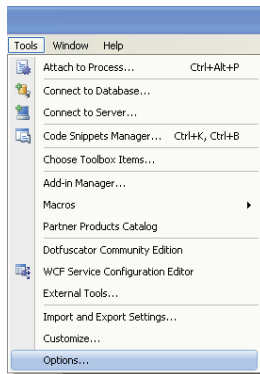 Tools Window Help
Attach to Process... Ctrl+Alt+P
Connect to Database...
Connect to Server...
Code Snippets Manager... Ctrl+K, Ctrl+B
Choose Toolbox Items...
Add-in Manager...
Macros
Partner Products Catalog
Dotfuscator Community Edition
WCF Service Configuration Editor
External Tools...
Import and Export Settings...
Customize...
Options...